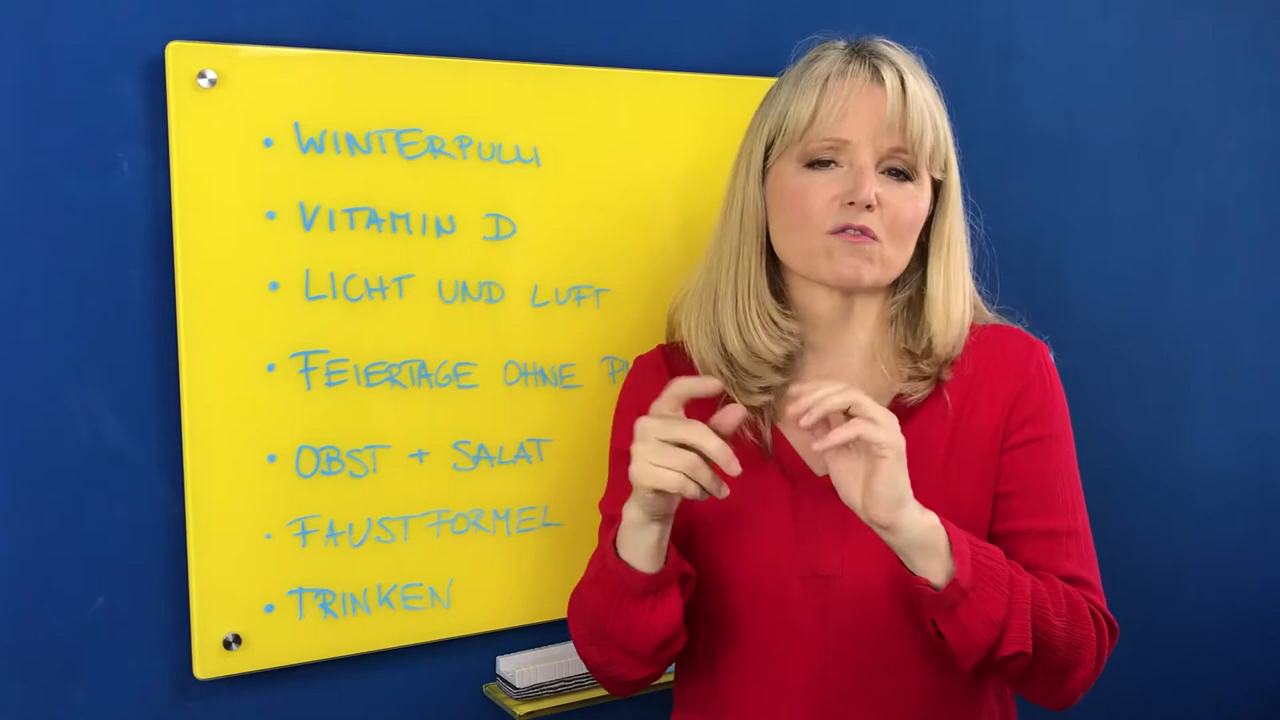 • WINTERPULLI
• VITAMIN D
• LICHT UND LUFT
• FEIERTAGE OHNE
• OBST + SALAT
• FAUSTFORMEL
• TRINKEN